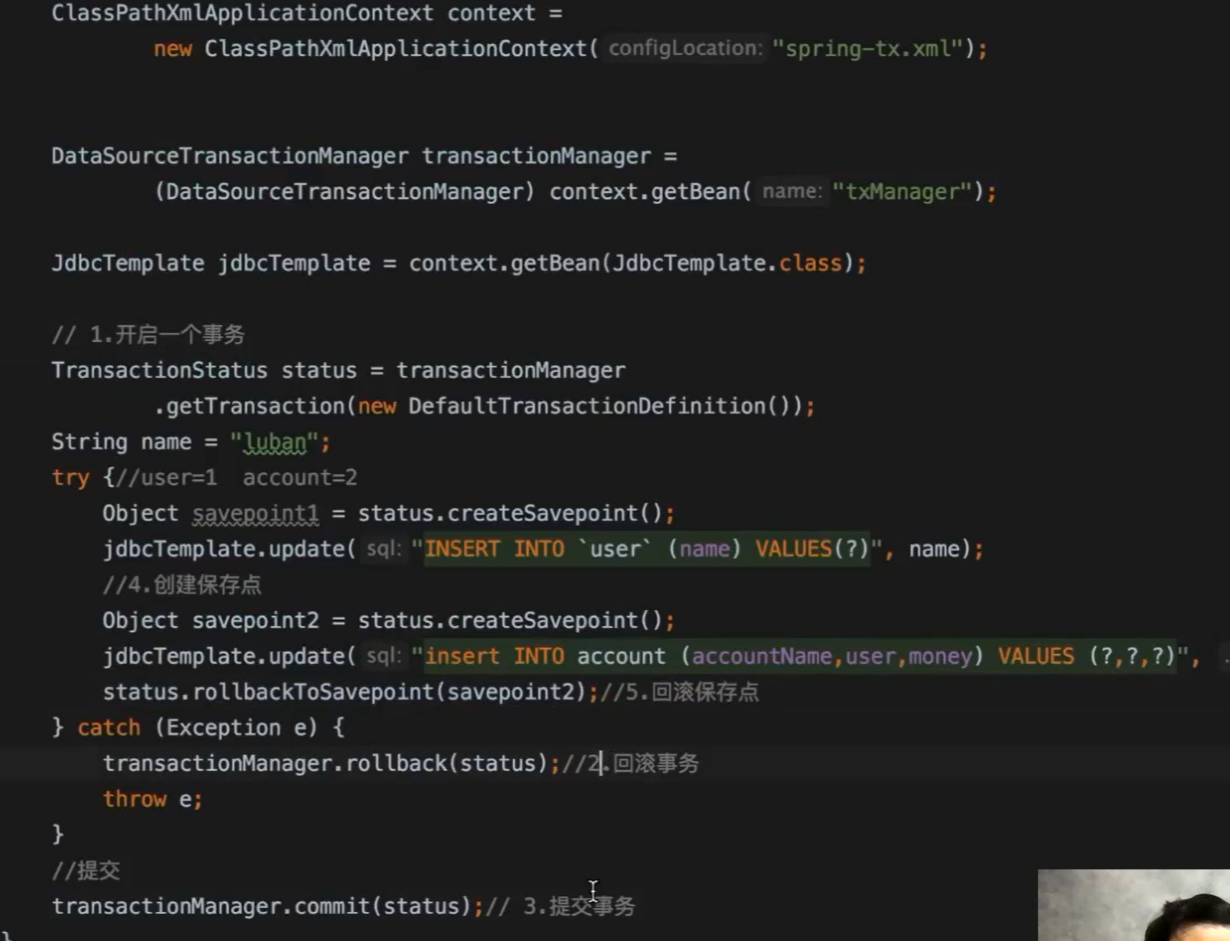 ClassPathXmlApplicationContext context =
new ClassPathXmlApplicationContext( configLocation: "spring-tx.xml");
DataSourceTransactionManager transactionManager =
(DataSourceTransactionManager) context.getBean( name: "txManager");
JdbcTemplate jdbcTemplate = context.getBean(JdbcTemplate.class);
// 1.开启一个事务
TransactionStatus status = transactionManager
.getTransaction(new DefaultTransactionDefinition());
String name = "luban";
try {//user=1  account=2
Object savepoint1 = status.createSavepoint();
jdbcTemplate.update( sql: "INSERT INTO `user` (name) VALUES(?)", name);
//4.创建保存点
Object savepoint2 = status.createSavepoint();
jdbcTemplate.update( sql: "insert INTO account (accountName,user,money) VALUES (?,?,?)",
status.rollbackToSavepoint(savepoint2);//5.回滚保存点
} catch (Exception e) {
transactionManager.rollback(status);//2.回滚事务
throw e;
}
//提交
transactionManager.commit(status);// 3.提交事务
}